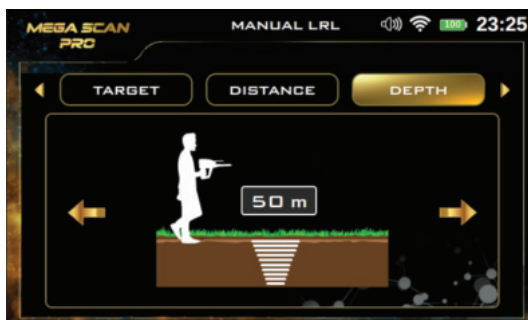 MEGA SCAN
PRO
MANUAL LRL
100
23:25
TARGET
DISTANCE
DEPTH
50 m